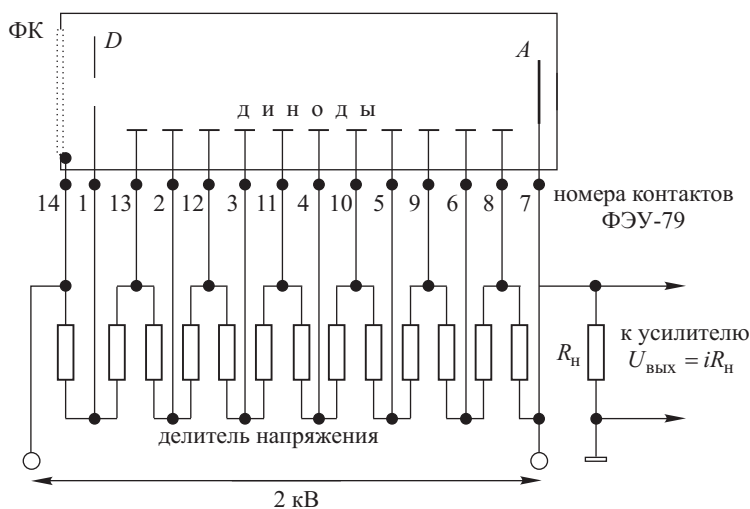 ФК
D
A
д и н о д ы
14 1 13 2 12 3 11 4 10 5 9 6 8 7
номера контактов
ФЭУ-79
Rн
к усилителю
Uвых = iRн
делитель напряжения
2 кВ